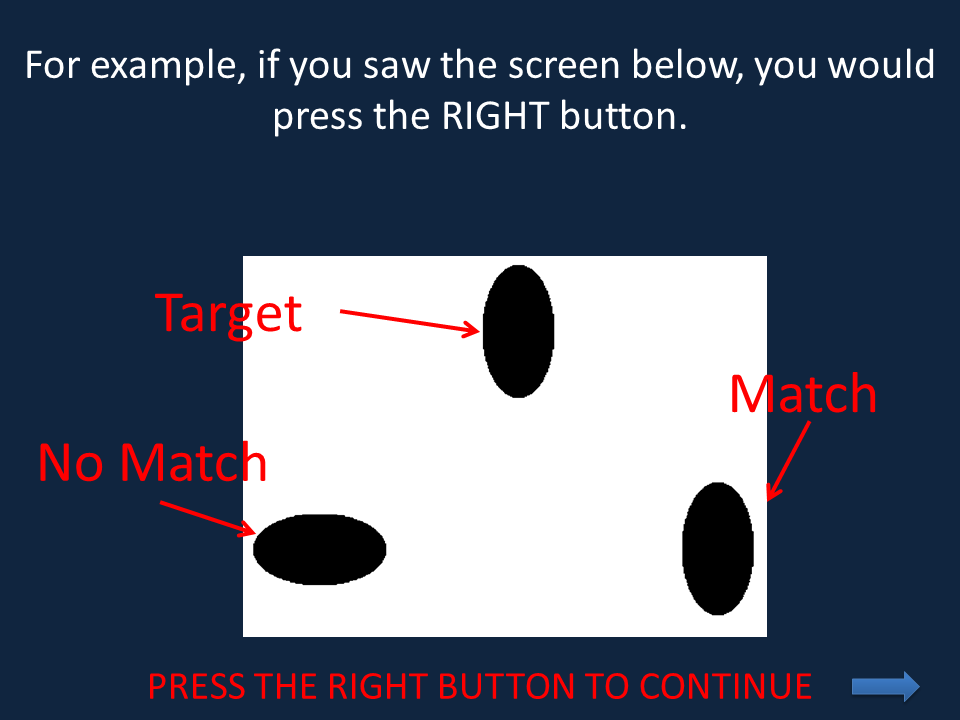 For example, if you saw the screen below, you would
press the RIGHT button.
Target
Match
No Match
PRESS THE RIGHT BUTTON TO CONTINUE